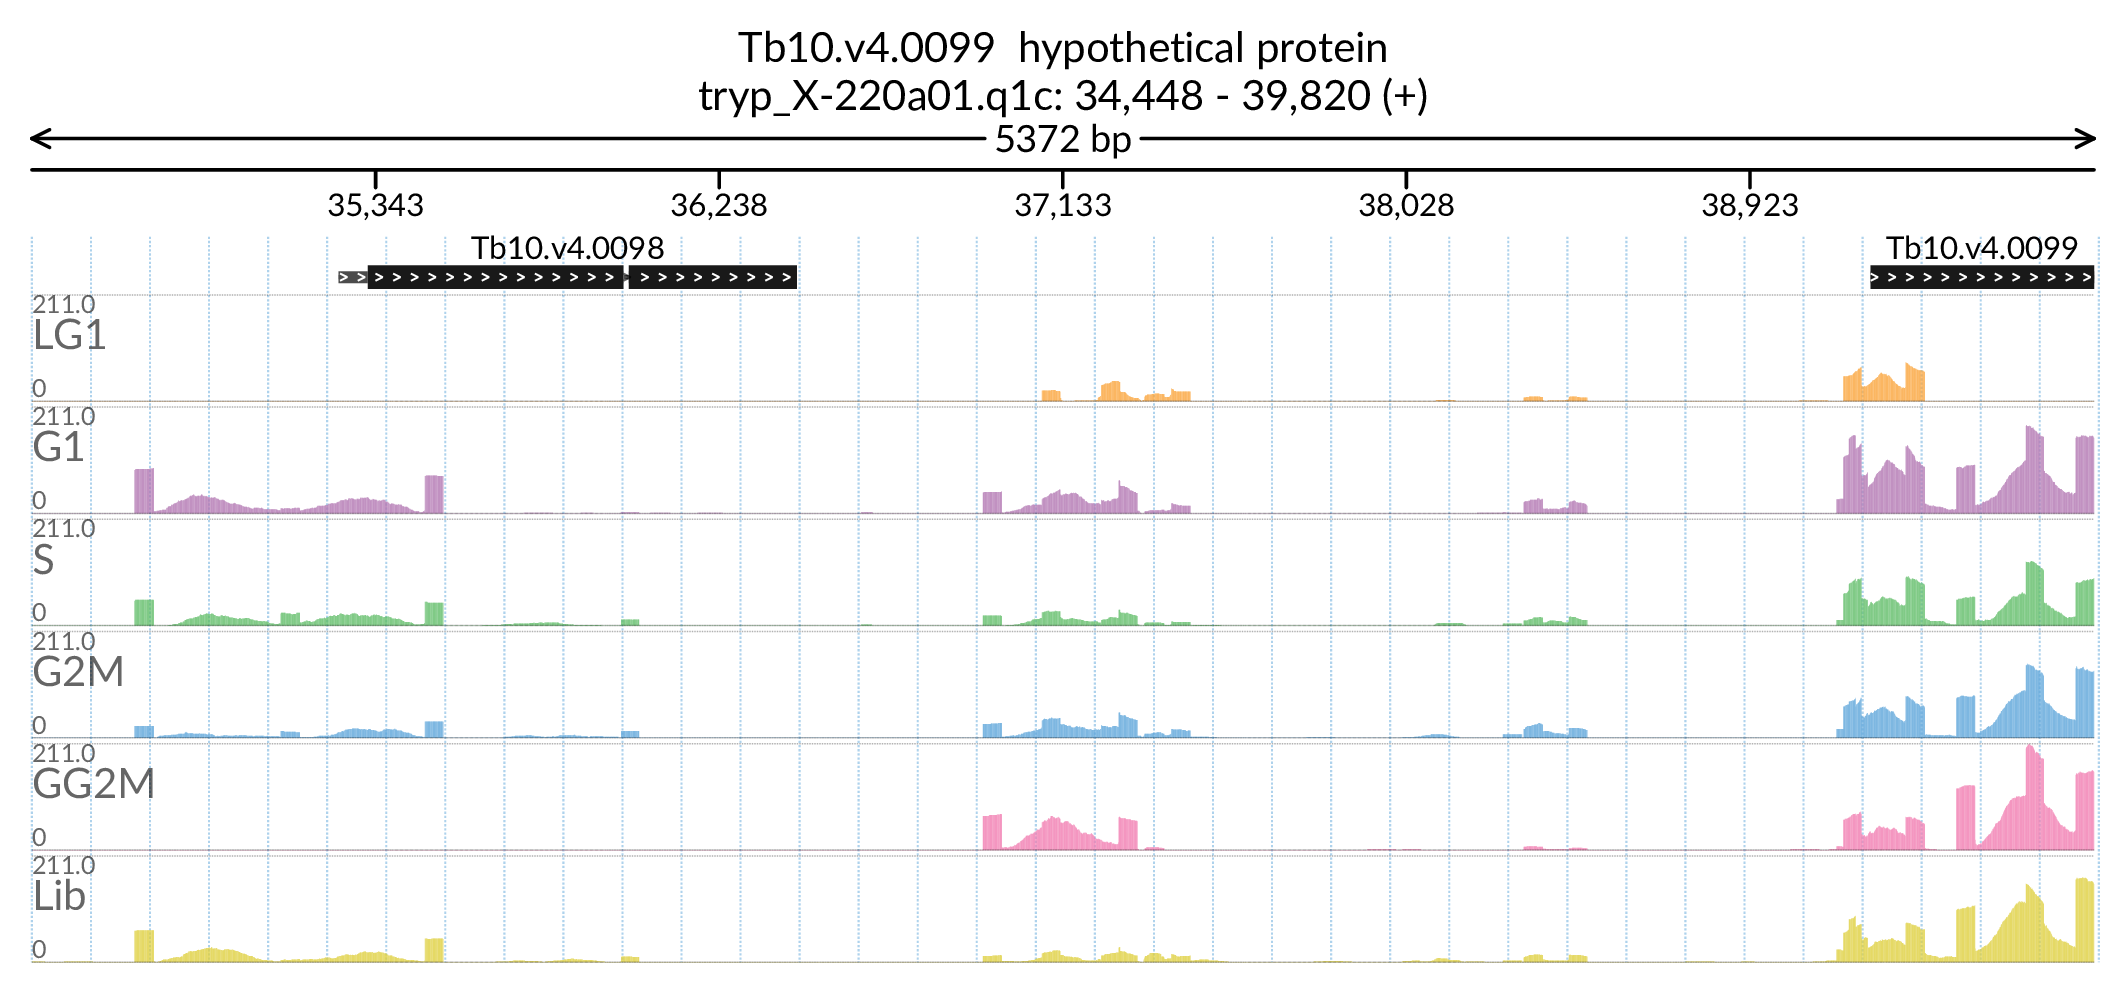 Tb10.v4.0099 hypothetical protein
tryp_X-220a01.q1c: 34,448 - 39,820 (+)
5372 bp
35,343 36,238 37,133 38,028 38,923
Tb10.v4.0098 Tb10.v4.0099
211.0
LG1
0
211.0
G1
0
211.0
S
0
211.0
G2M
0
211.0
GG2M
0
211.0
Lib
0